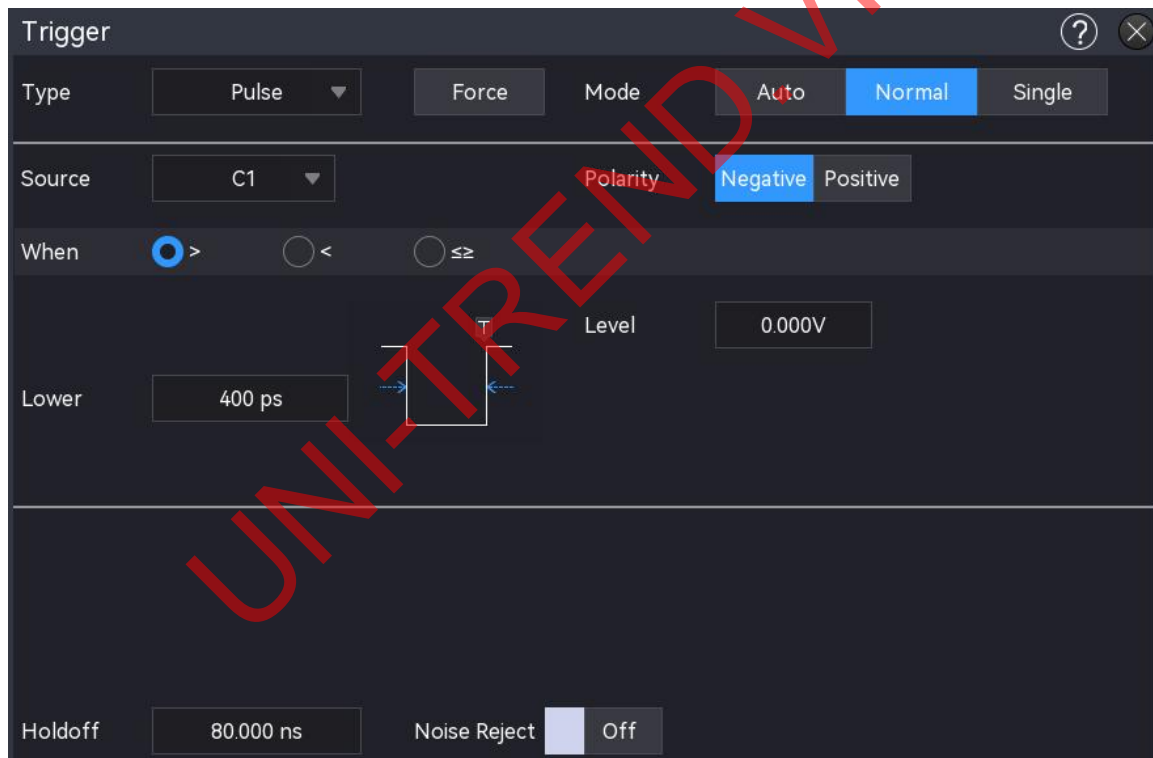 Trigger ?
Type Pulse Force Mode Auto Normal Single
Source C1 Polarity Negative Positive
When > < ≤≥
T Level 0.000V
Lower 400 ps
Holdoff 80.000 ns Noise Reject Off
UNI-TREND